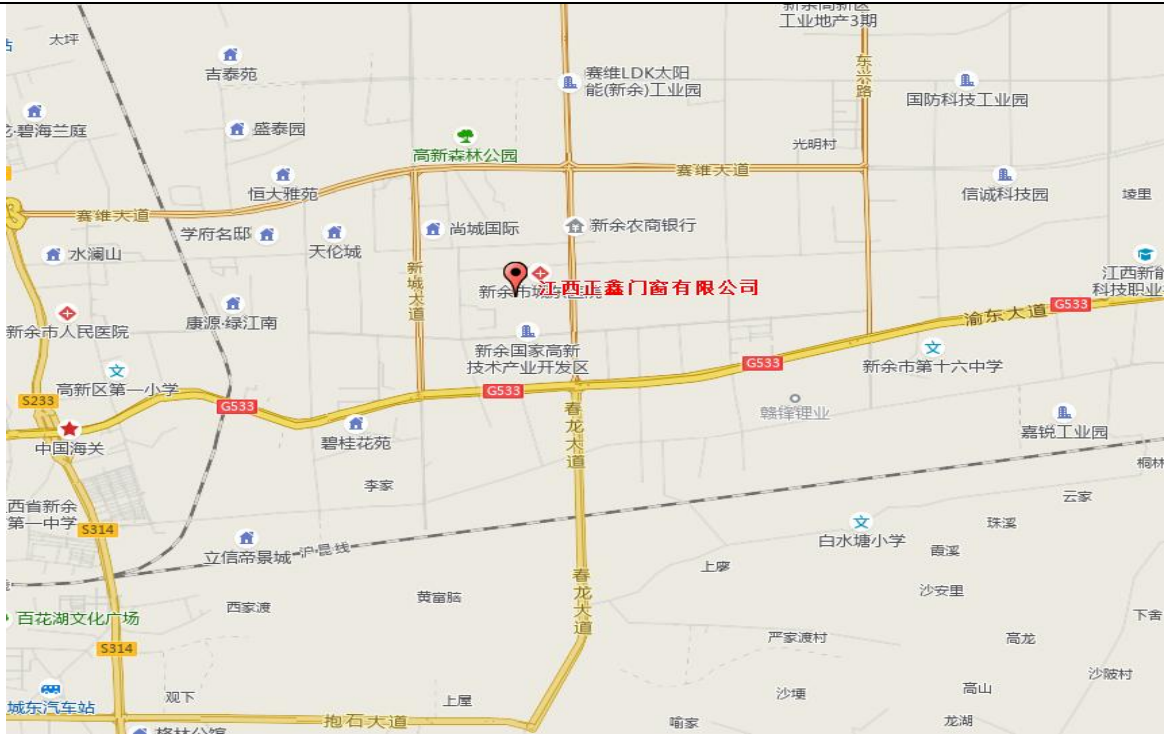 太坪
新余高新区
工业地产3期
吉泰苑
赛维LDK太阳
能(新余)工业园
东兴路
国防科技工业园
碧海兰庭
盛泰园
高新森林公园
光明村
赛维大道
恒大雅苑
信诚科技园
堎里
赛维大道
学府名邸
尚城国际
新余农商银行
水澜山
天伦城
新城大道
江西新能
科技职业
新余市城东医院
江西正鑫门窗有限公司
G533
渝东大道
新余市人民医院
康源·绿江南
新余国家高新
技术产业开发区
G533
新余市第十六中学
高新区第一小学
G533
S233
G533
赣锋锂业
春龙大道
碧桂花苑
嘉锐工业园
中国海关
桐林
李家
云家
西省新余
第一中学
S314
珠溪
白水塘小学
霞溪
立信帝景城
沪昆线
上廖
沙安里
春龙大道
黄富脑
西家渡
百花湖文化广场
下舍
严家渡村
高龙
S314
沙陂村
城东汽车站
观下
上屋
沙埂
高山
抱石大道
喻家
龙湖
格林公馆